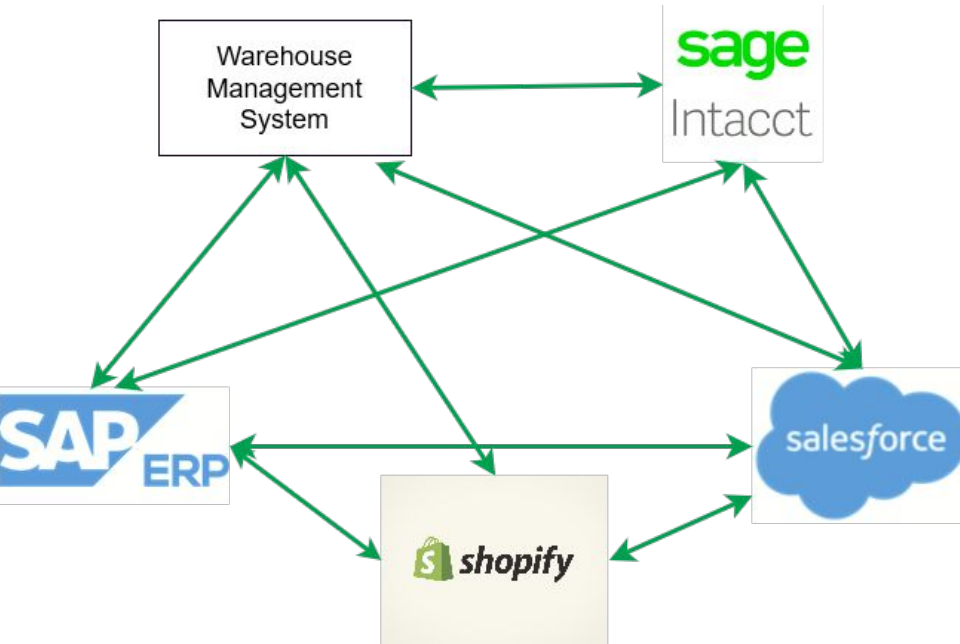 Warehouse
Management
System
sage
Intacct
SAP
ERP
salesforce
S shopify